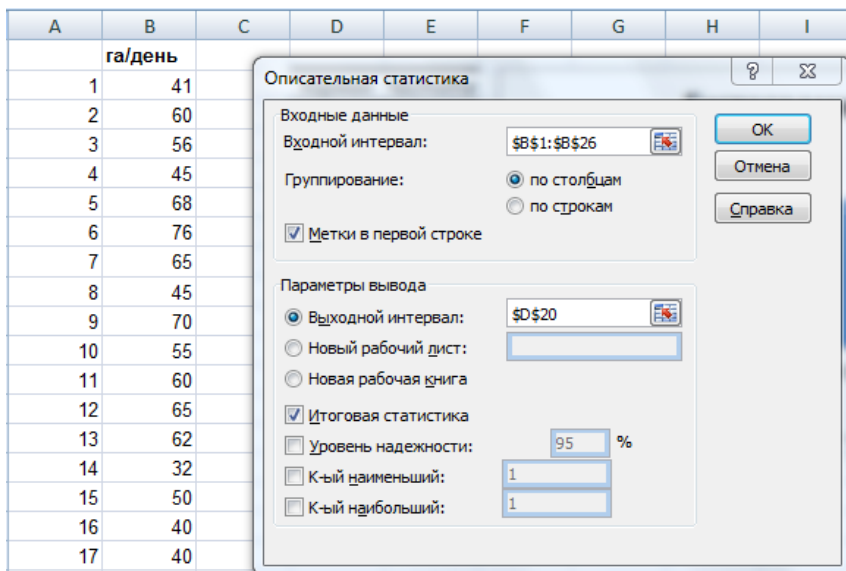 A B C D E F G H I
га/день
1 41
2 60
3 56
4 45
5 68
6 76
7 65
8 45
9 70
10 55
11 60
12 65
13 62
14 32
15 50
16 40
17 40
Описательная статистика
Входные данные
Входной интервал: $B$1:$B$26
Группирование: по столбцам
по строкам
Метки в первой строке
Параметры вывода
Выходной интервал: $D$20
Новый рабочий лист:
Новая рабочая книга
Итоговая статистика
Уровень надежности: 95 %
К-ый наименьший: 1
К-ый наибольший: 1
ОК
Отмена
Справка